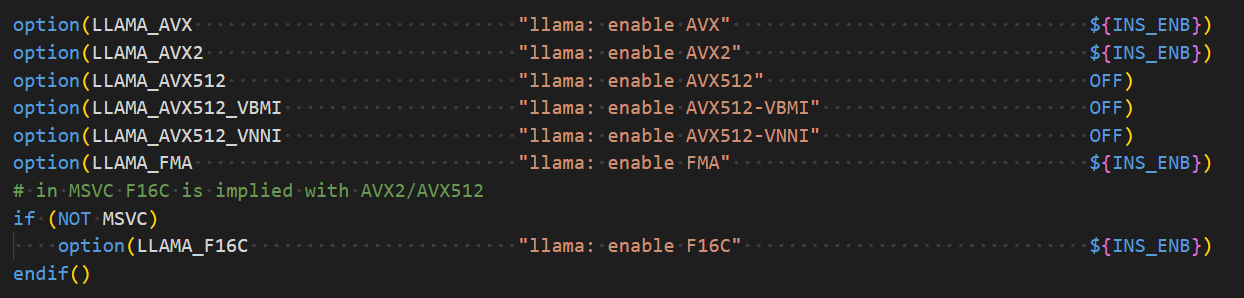 option(LLAMA_AVX                             "llama: enable AVX"                                ${INS_ENB})
option(LLAMA_AVX2                            "llama: enable AVX2"                               ${INS_ENB})
option(LLAMA_AVX512                          "llama: enable AVX512"                             OFF)
option(LLAMA_AVX512_VBMI                     "llama: enable AVX512-VBMI"                        OFF)
option(LLAMA_AVX512_VNNI                     "llama: enable AVX512-VNNI"                        OFF)
option(LLAMA_FMA                             "llama: enable FMA"                                ${INS_ENB})
# in MSVC F16C is implied with AVX2/AVX512
if (NOT MSVC)
    option(LLAMA_F16C                        "llama: enable F16C"                               ${INS_ENB})
endif()